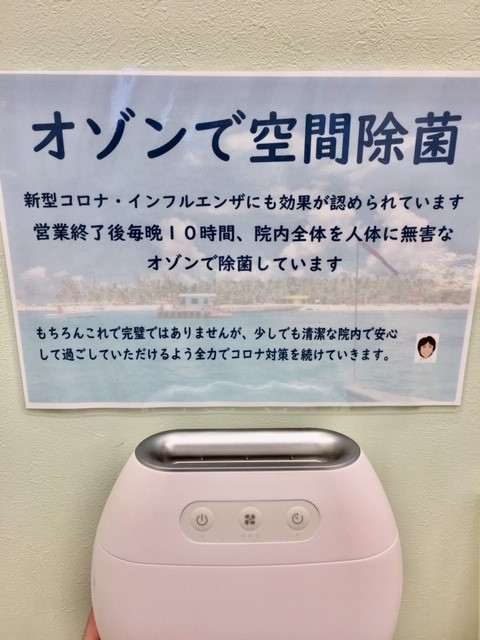 オゾンで空間除菌
新型コロナ・インフルエンザにも効果が認められています
営業終了後毎晩１０時間、院内全体を人体に無害な
オゾンで除菌しています
もちろんこれで完璧ではありませんが、少しでも清潔な院内で安心
して過ごしていただけるよう全力でコロナ対策を続けていきます。